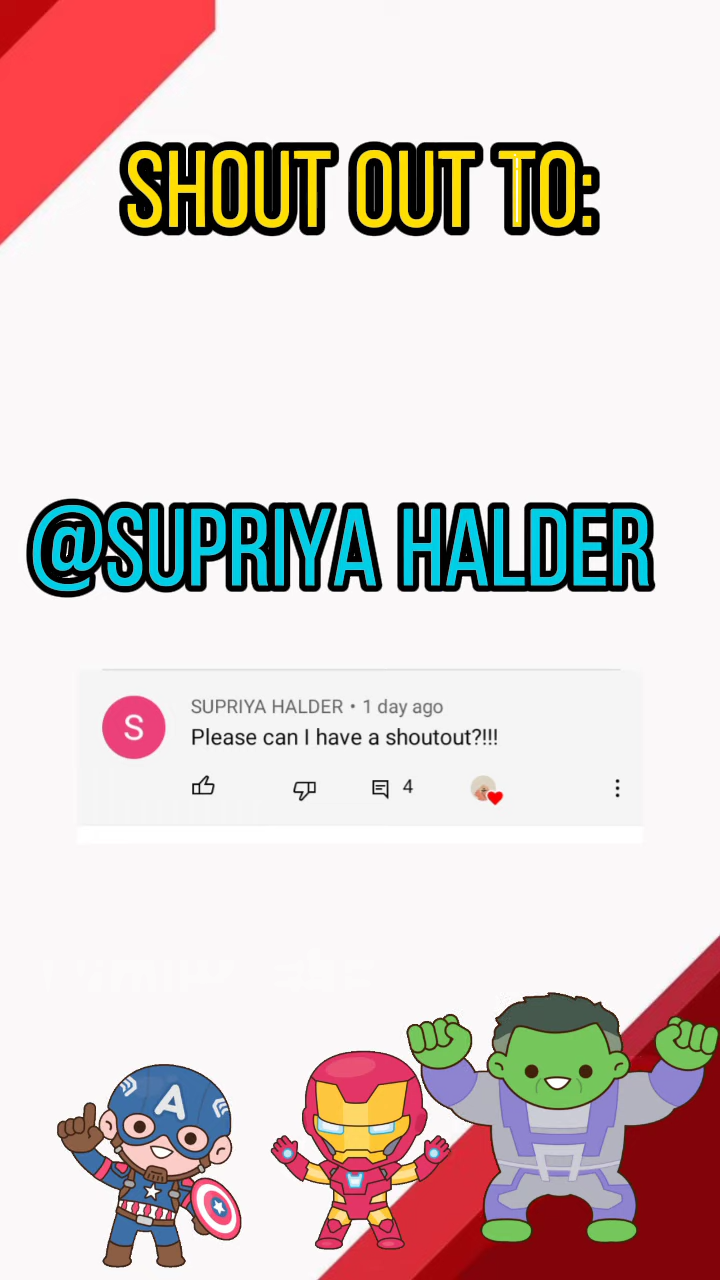 SHOUT OUT TO:
@SUPRIYA HALDER
S
SUPRIYA HALDER • 1 day ago
Please can I have a shoutout?!!!
4
A